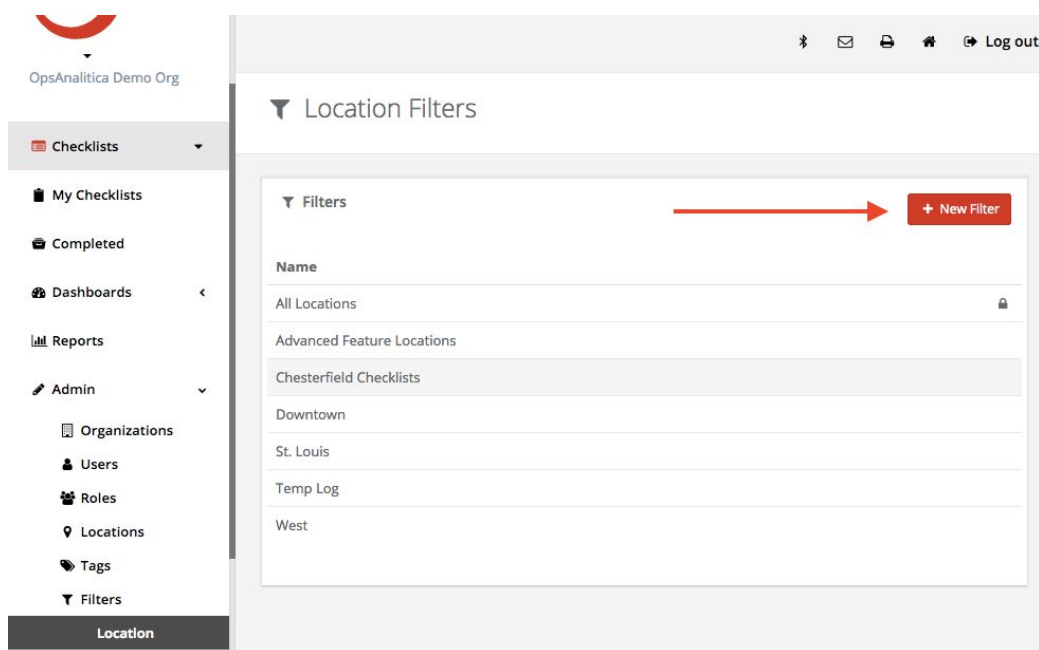 OpsAnalitica Demo Org
Checklists
My Checklists
Completed
Dashboards
Reports
Admin
Organizations
Users
Roles
Locations
Tags
Filters
Location
Log out
Location Filters
Filters
+ New Filter
Name
All Locations
Advanced Feature Locations
Chesterfield Checklists
Downtown
St. Louis
Temp Log
West